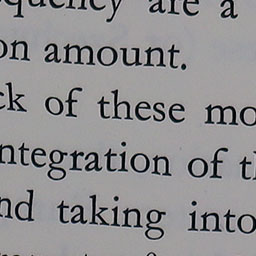 quency are a
on amount.
ck of these mo
ntegration of t
nd taking into